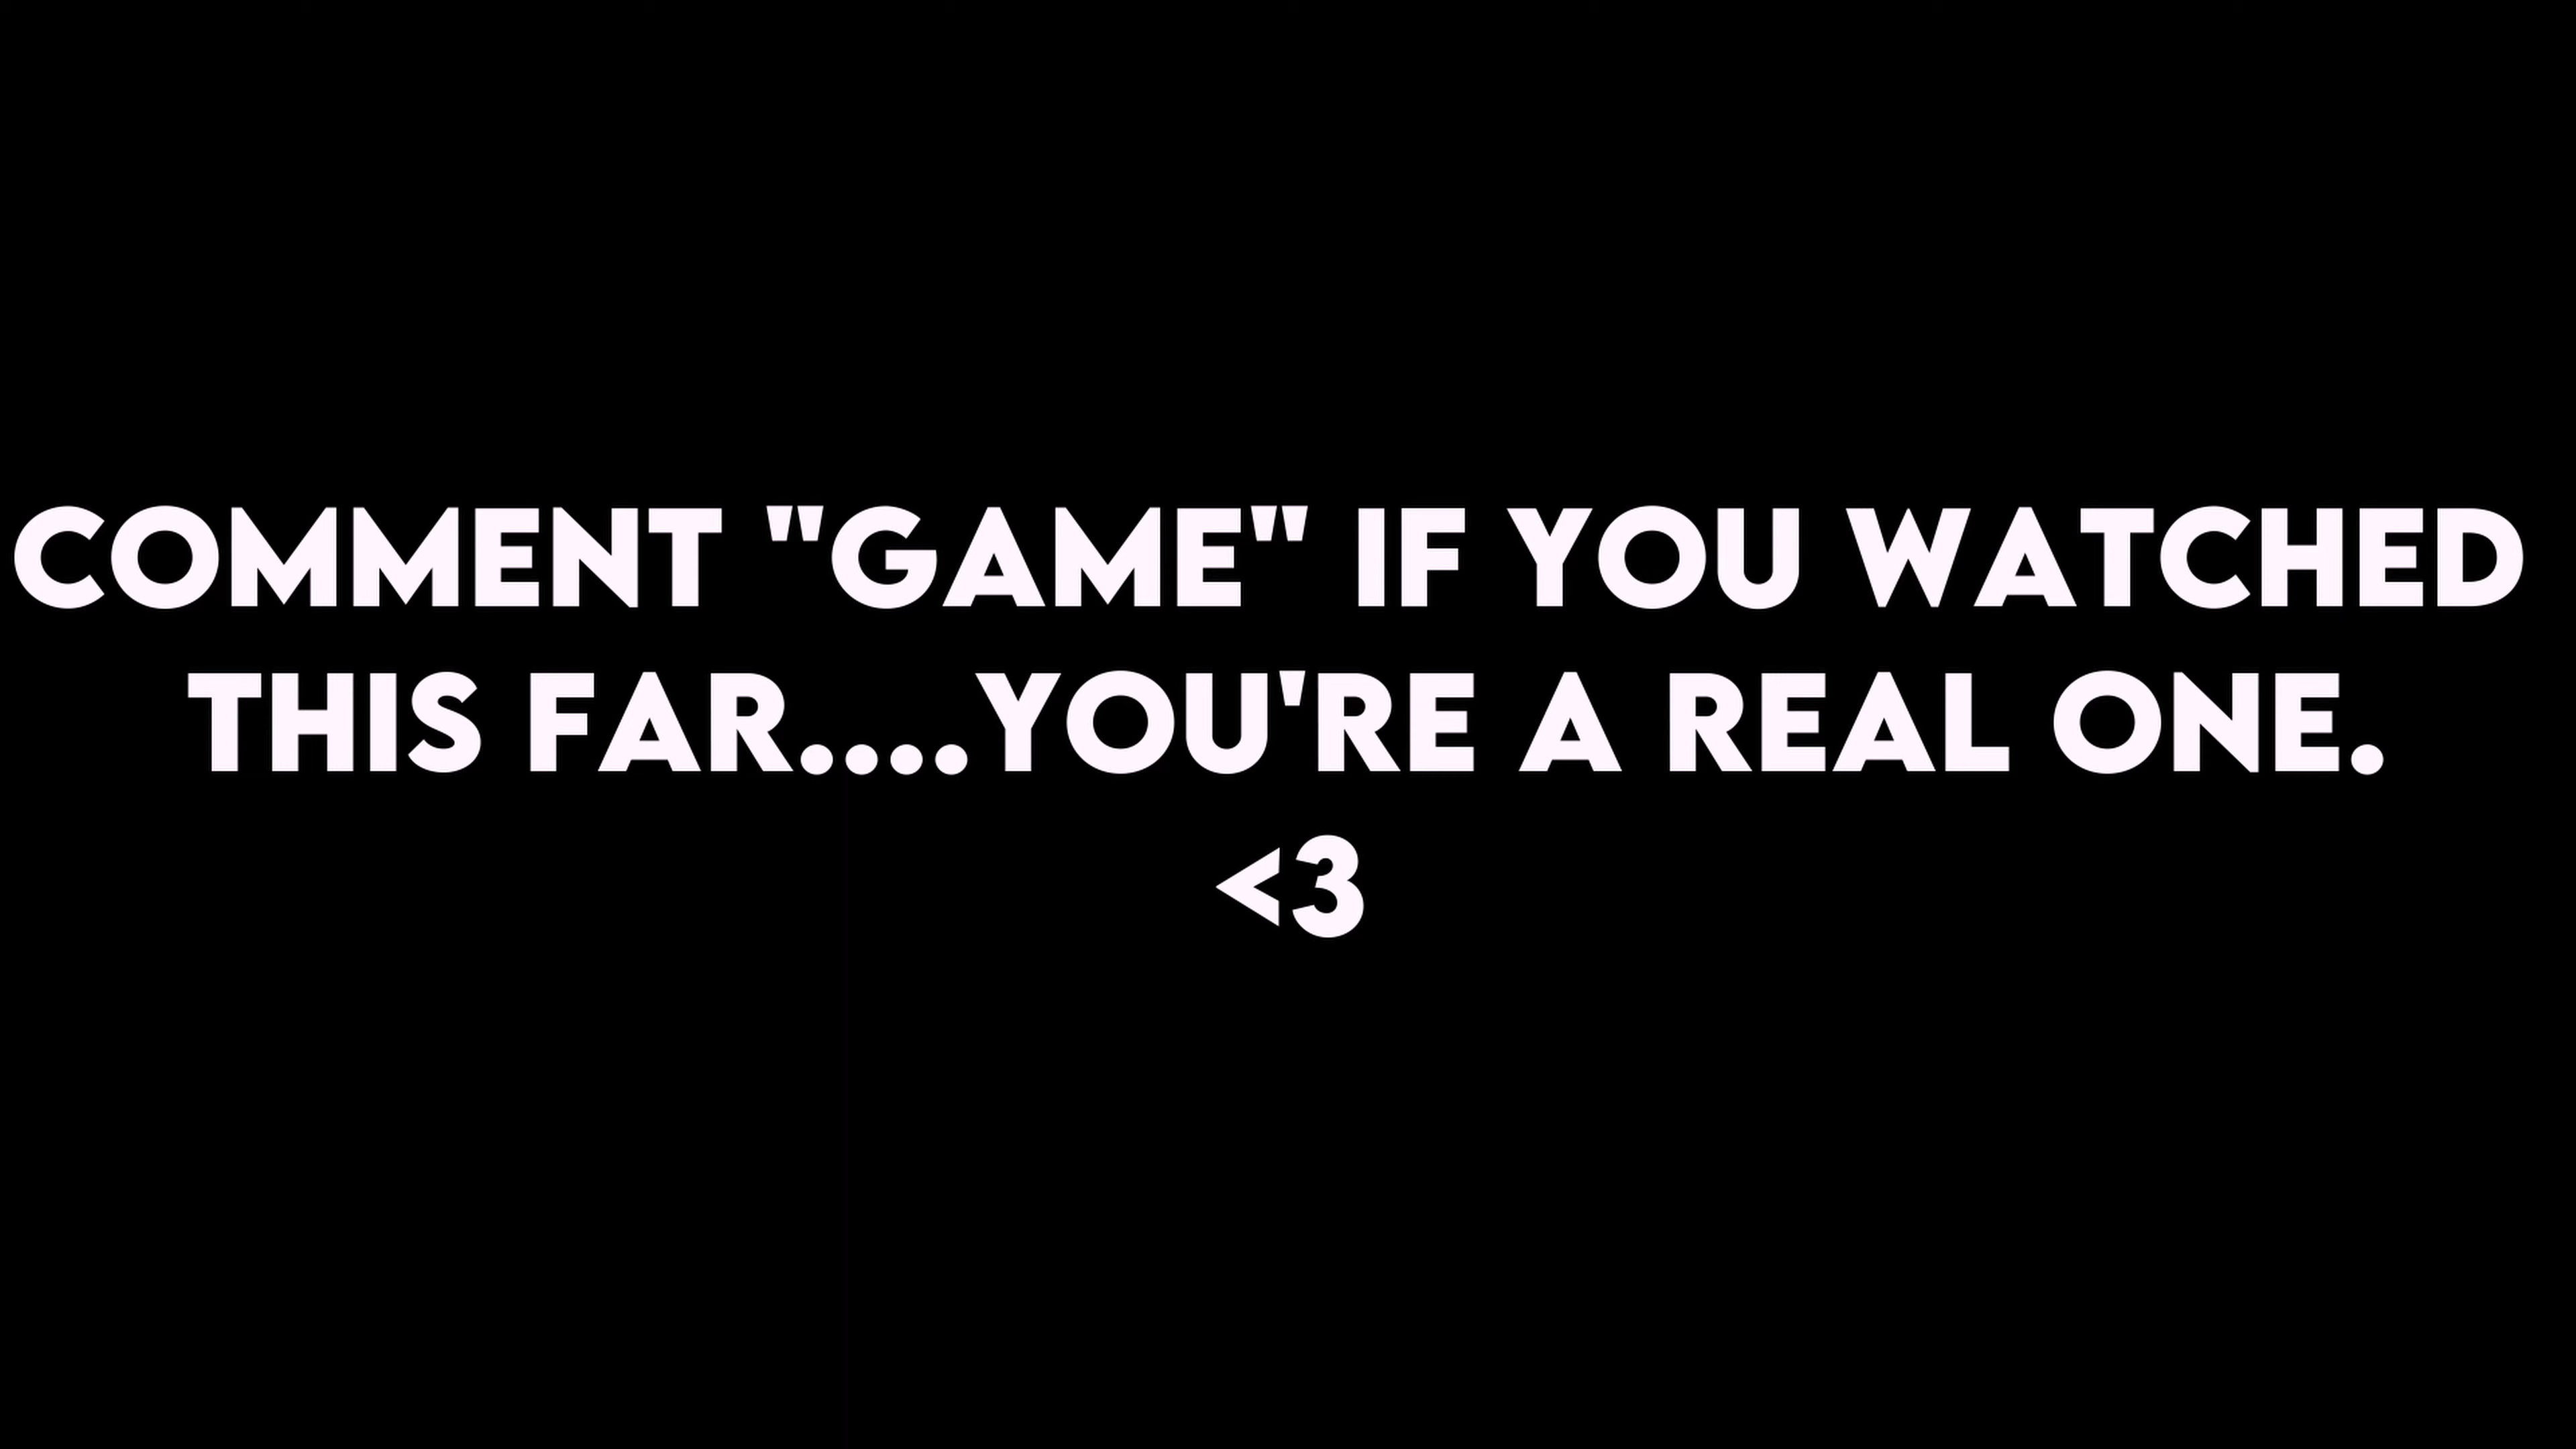 COMMENT "GAME" IF YOU WATCHED
THIS FAR....YOU'RE A REAL ONE.
<3